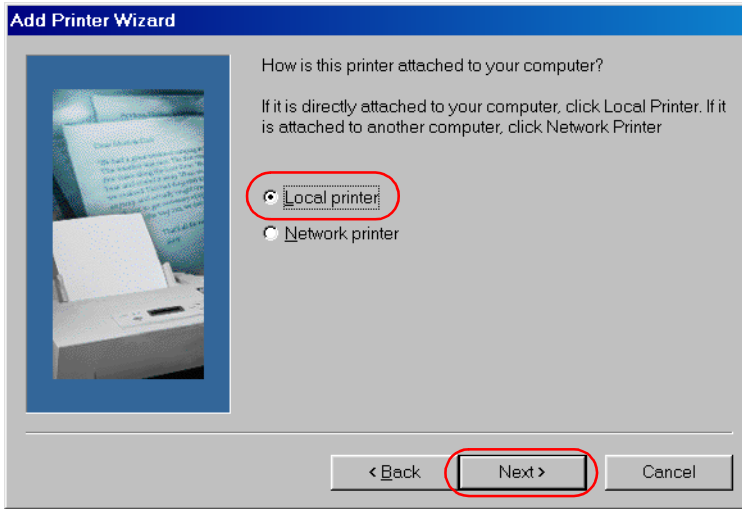 Add Printer Wizard
How is this printer attached to your computer?
If it is directly attached to your computer, click Local Printer. If it
is attached to another computer, click Network Printer
Local printer
Network printer
< Back
Next >
Cancel